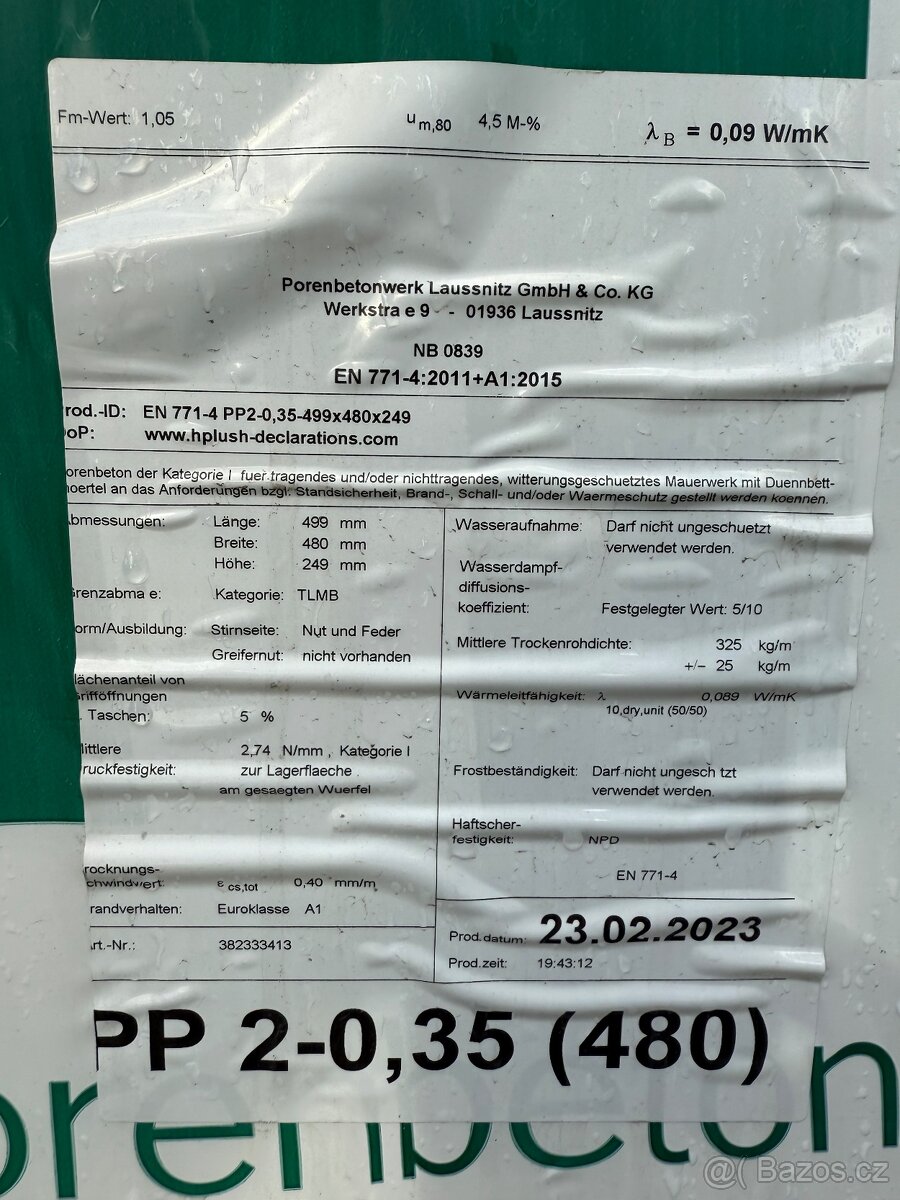 Fm-Wert: 1,05 um,80 4,5 M-% λB = 0,09 W/mK
Porenbetonwerk Laussnitz GmbH & Co. KG
Werkstra e 9 - 01936 Laussnitz
NB 0839
EN 771-4:2011+A1:2015
rod.-ID: EN 771-4 PP2-0,35-499x480x249
oP: www.hplush-declarations.com
orenbeton der Kategorie I fuer tragendes und/oder nichttragendes, witterungsgeschuetztes Mauerwerk mit Duennbett-
oertel an das Anforderungen bzgl. Standsicherheit, Brand-, Schall- und/oder Waermeschutz gestellt werden koennen.
bmessungen: Länge: 499 mm
Breite: 480 mm
Höhe: 249 mm
renzabma e: Kategorie: TLMB
orm/Ausbildung: Stirnseite: Nut und Feder
Greifernut: nicht vorhanden
lächenanteil von
rifföffnungen
. Taschen: 5 %
ittlere 2,74 N/mm , Kategorie I
ruckfestigkeit: zur Lagerflaeche
am gesaegten Wuerfel
rocknungs-
chwindwert: ε cs,tot 0,40 mm/m
randverhalten: Euroklasse A1
rt.-Nr.: 382333413
Wasseraufnahme: Darf nicht ungeschuetzt
verwendet werden.
Wasserdampf-
diffusions-
koeffizient: Festgelegter Wert: 5/10
Mittlere Trockenrohdichte: 325 kg/m
+/- 25 kg/m
Wärmeleitfähigkeit: λ 0,089 W/mK
10,dry,unit (50/50)
Frostbeständigkeit: Darf nicht ungesch tzt
verwendet werden.
Haftscher-
festigkeit: NPD
EN 771-4
Prod.datum: 23.02.2023
Prod.zeit: 19:43:12
PP 2-0,35 (480)
orenbeton
@( Bazos.cz